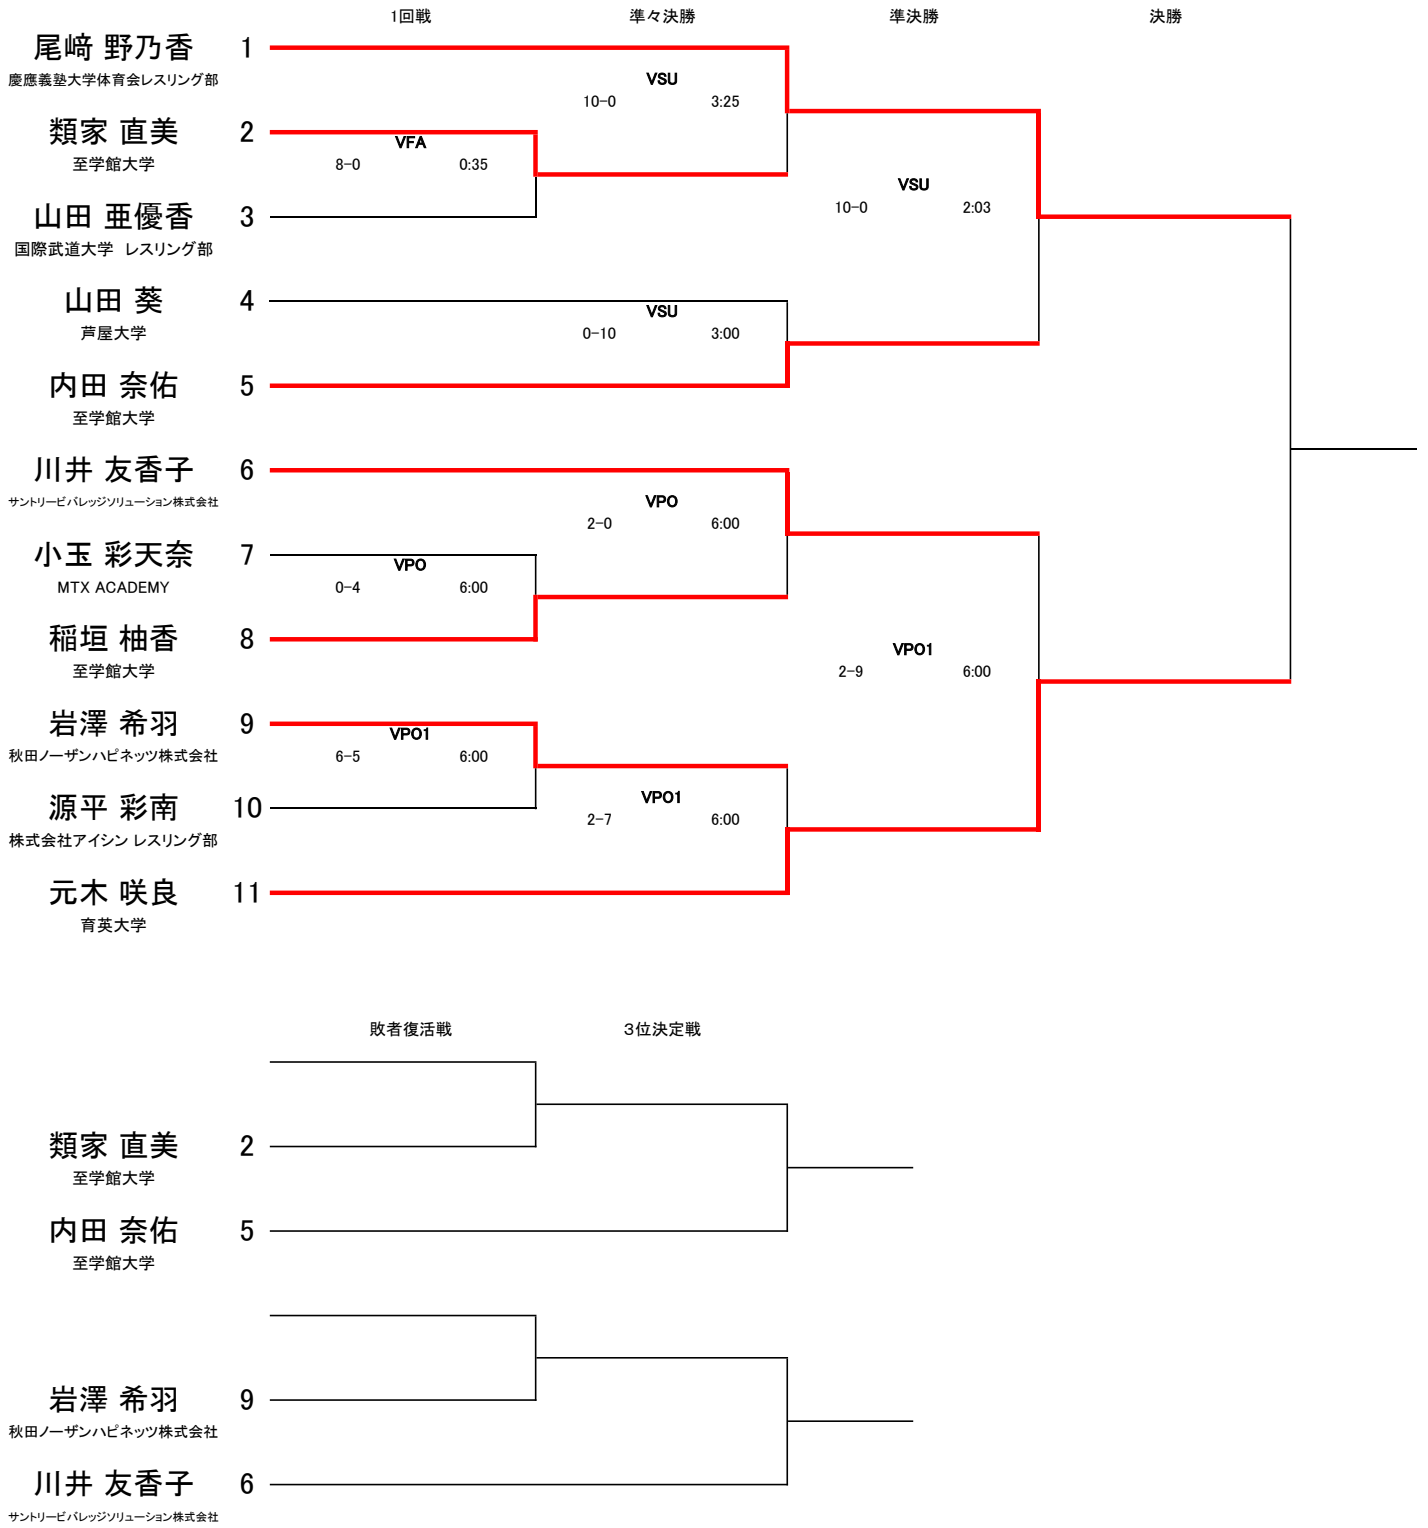 1回戦 準々決勝 準決勝 決勝
尾﨑 野乃香 1
慶應義塾大学体育会レスリング部
VSU
10-0 3:25
類家 直美 2
至学館大学
VFA
8-0 0:35
山田 亜優香 3
国際武道大学　レスリング部
VSU
10-0 2:03
山田 葵 4
芦屋大学
VSU
0-10 3:00
内田 奈佑 5
至学館大学
川井 友香子 6
サントリービバレッジソリューション株式会社
VPO
2-0 6:00
小玉 彩天奈 7
MTX ACADEMY
VPO
0-4 6:00
稲垣 柚香 8
至学館大学
VPO1
2-9 6:00
岩澤 希羽 9
秋田ノーザンハピネッツ株式会社
VPO1
6-5 6:00
源平 彩南 10
株式会社アイシン レスリング部
VPO1
2-7 6:00
元木 咲良 11
育英大学
敗者復活戦 ３位決定戦
類家 直美 2
至学館大学
内田 奈佑 5
至学館大学
岩澤 希羽 9
秋田ノーザンハピネッツ株式会社
川井 友香子 6
サントリービバレッジソリューション株式会社